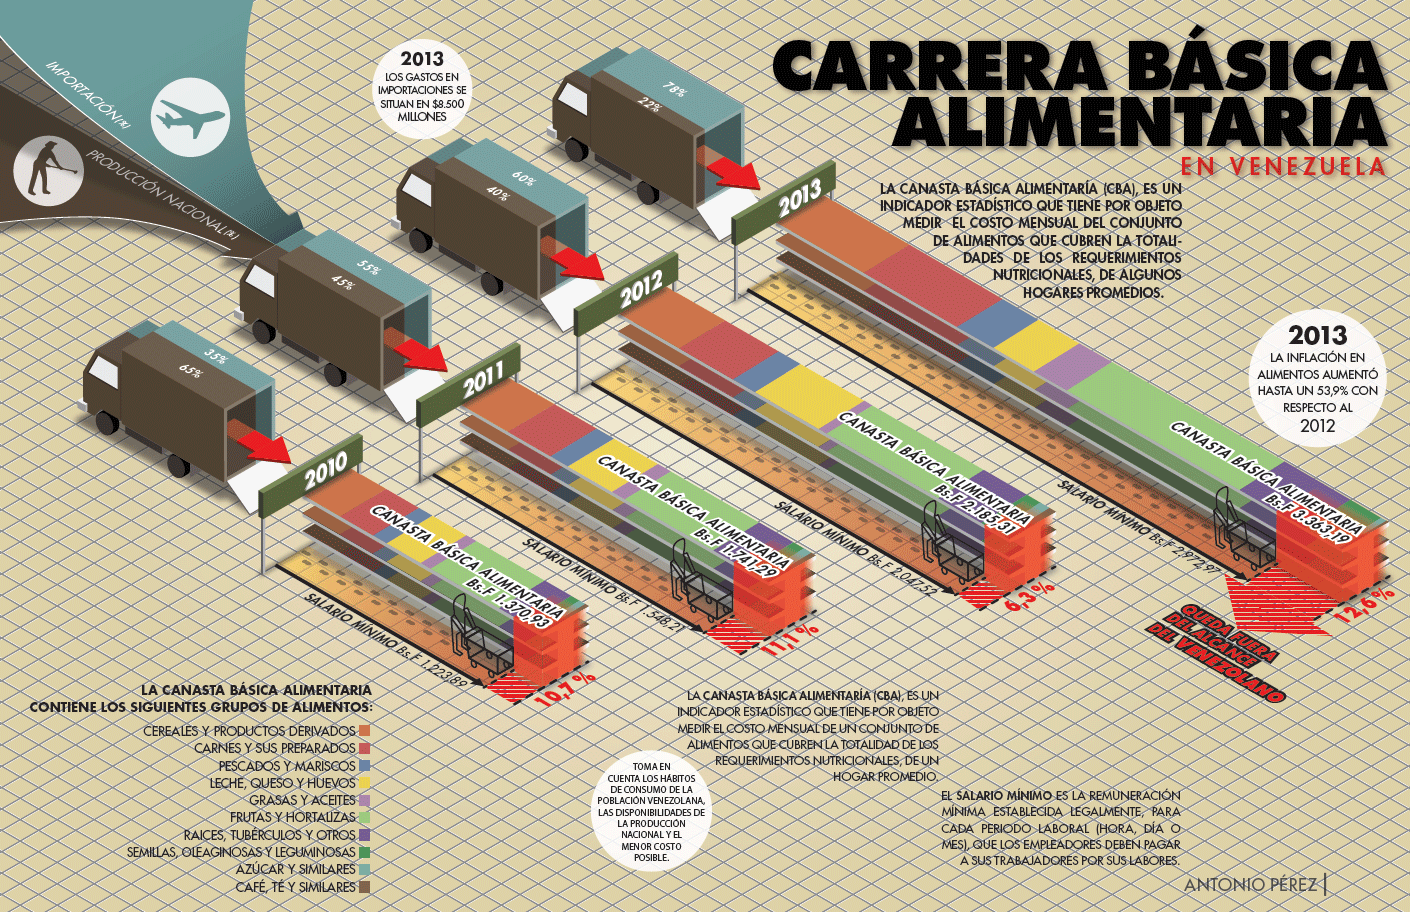 CARRERA BÁSICA
ALIMENTARIA
EN VENEZUELA
LA CANASTA BÁSICA ALIMENTARÍA (CBA), ES UN
INDICADOR ESTADÍSTICO QUE TIENE POR OBJETO
MEDIR EL COSTO MENSUAL DEL CONJUNTO
DE ALIMENTOS QUE CUBREN LA TOTALI-
DADES DE LOS REQUERIMIENTOS
NUTRICIONALES, DE ALGUNOS
HOGARES PROMEDIOS.
IMPORTACIÓN (%)
PRODUCCIÓN NACIONAL (%)
2013
LOS GASTOS EN
IMPORTACIONES SE
SITUAN EN $8.500
MILLONES
78%
22%
2013
60%
40%
2012
55%
45%
2011
35%
65%
2010
2013
LA INFLACIÓN EN
ALIMENTOS AUMENTÓ
HASTA UN 53,9% CON
RESPECTO AL
2012
CANASTA BÁSICA ALIMENTARIA
Bs.F 3.363,19
SALARIO MÍNIMO Bs.F 2.972,97
12,6%
CANASTA BÁSICA ALIMENTARIA
Bs.F 2.185,31
SALARIO MÍNIMO Bs.F 2.047,52
6,3%
CANASTA BÁSICA ALIMENTARIA
Bs.F 1.741,29
SALARIO MÍNIMO Bs.F 1.548,21
11,1%
CANASTA BÁSICA ALIMENTARIA
Bs.F 1.370,93
SALARIO MÍNIMO Bs.F 1.223,89
10,7%
QUEDA FUERA
DEL ALCANCE
DEL VENEZOLANO
LA CANASTA BÁSICA ALIMENTARIA
CONTIENE LOS SIGUIENTES GRUPOS DE ALIMENTOS:
CEREALES Y PRODUCTOS DERIVADOS
CARNES Y SUS PREPARADOS
PESCADOS Y MARISCOS
LECHE, QUESO Y HUEVOS
GRASAS Y ACEITES
FRUTAS Y HORTALIZAS
RAICES, TUBÉRCULOS Y OTROS
SEMILLAS, OLEAGINOSAS Y LEGUMINOSAS
AZÚCAR Y SIMILARES
CAFÉ, TÉ Y SIMILARES
LA CANASTA BÁSICA ALIMENTARÍA (CBA), ES UN
INDICADOR ESTADÍSTICO QUE TIENE POR OBJETO
MEDIR EL COSTO MENSUAL DE UN CONJUNTO DE
ALIMENTOS QUE CUBREN LA TOTALIDAD DE LOS
REQUERIMIENTOS NUTRICIONALES, DE UN
HOGAR PROMEDIO.
TOMA EN
CUENTA LOS HÁBITOS
DE CONSUMO DE LA
POBLACIÓN VENEZOLANA,
LAS DISPONIBILIDADES DE
LA PRODUCCIÓN
NACIONAL Y EL
MENOR COSTO
POSIBLE.
EL SALARIO MÍNIMO ES LA REMUNERACIÓN
MÍNIMA ESTABLECIDA LEGALMENTE, PARA
CADA PERIODO LABORAL (HORA, DÍA O
MES), QUE LOS EMPLEADORES DEBEN PAGAR
A SUS TRABAJADORES POR SUS LABORES.
ANTONIO PÉREZ